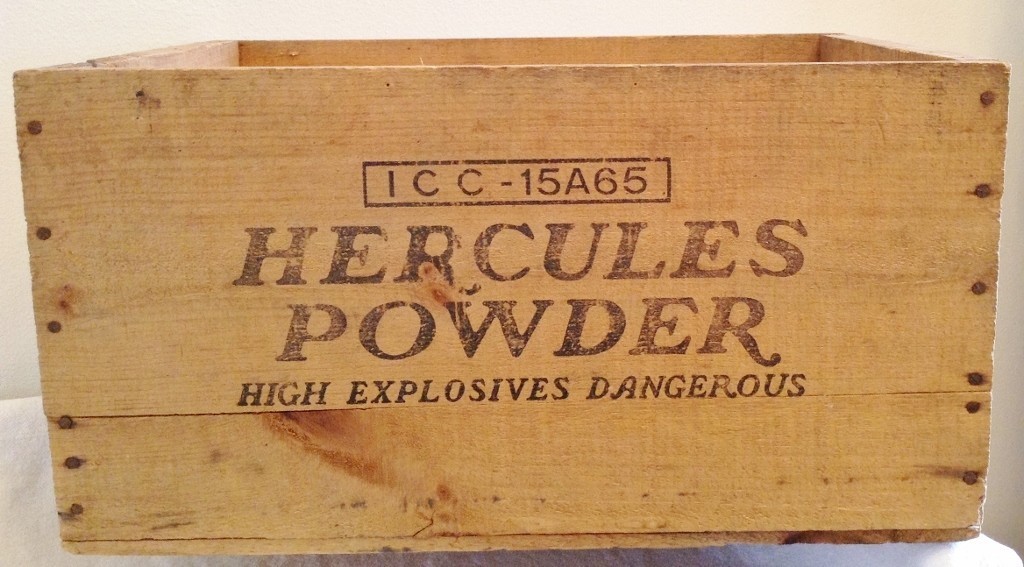 ICC-15A65
HERCULES
POWDER
HIGH EXPLOSIVES DANGEROUS